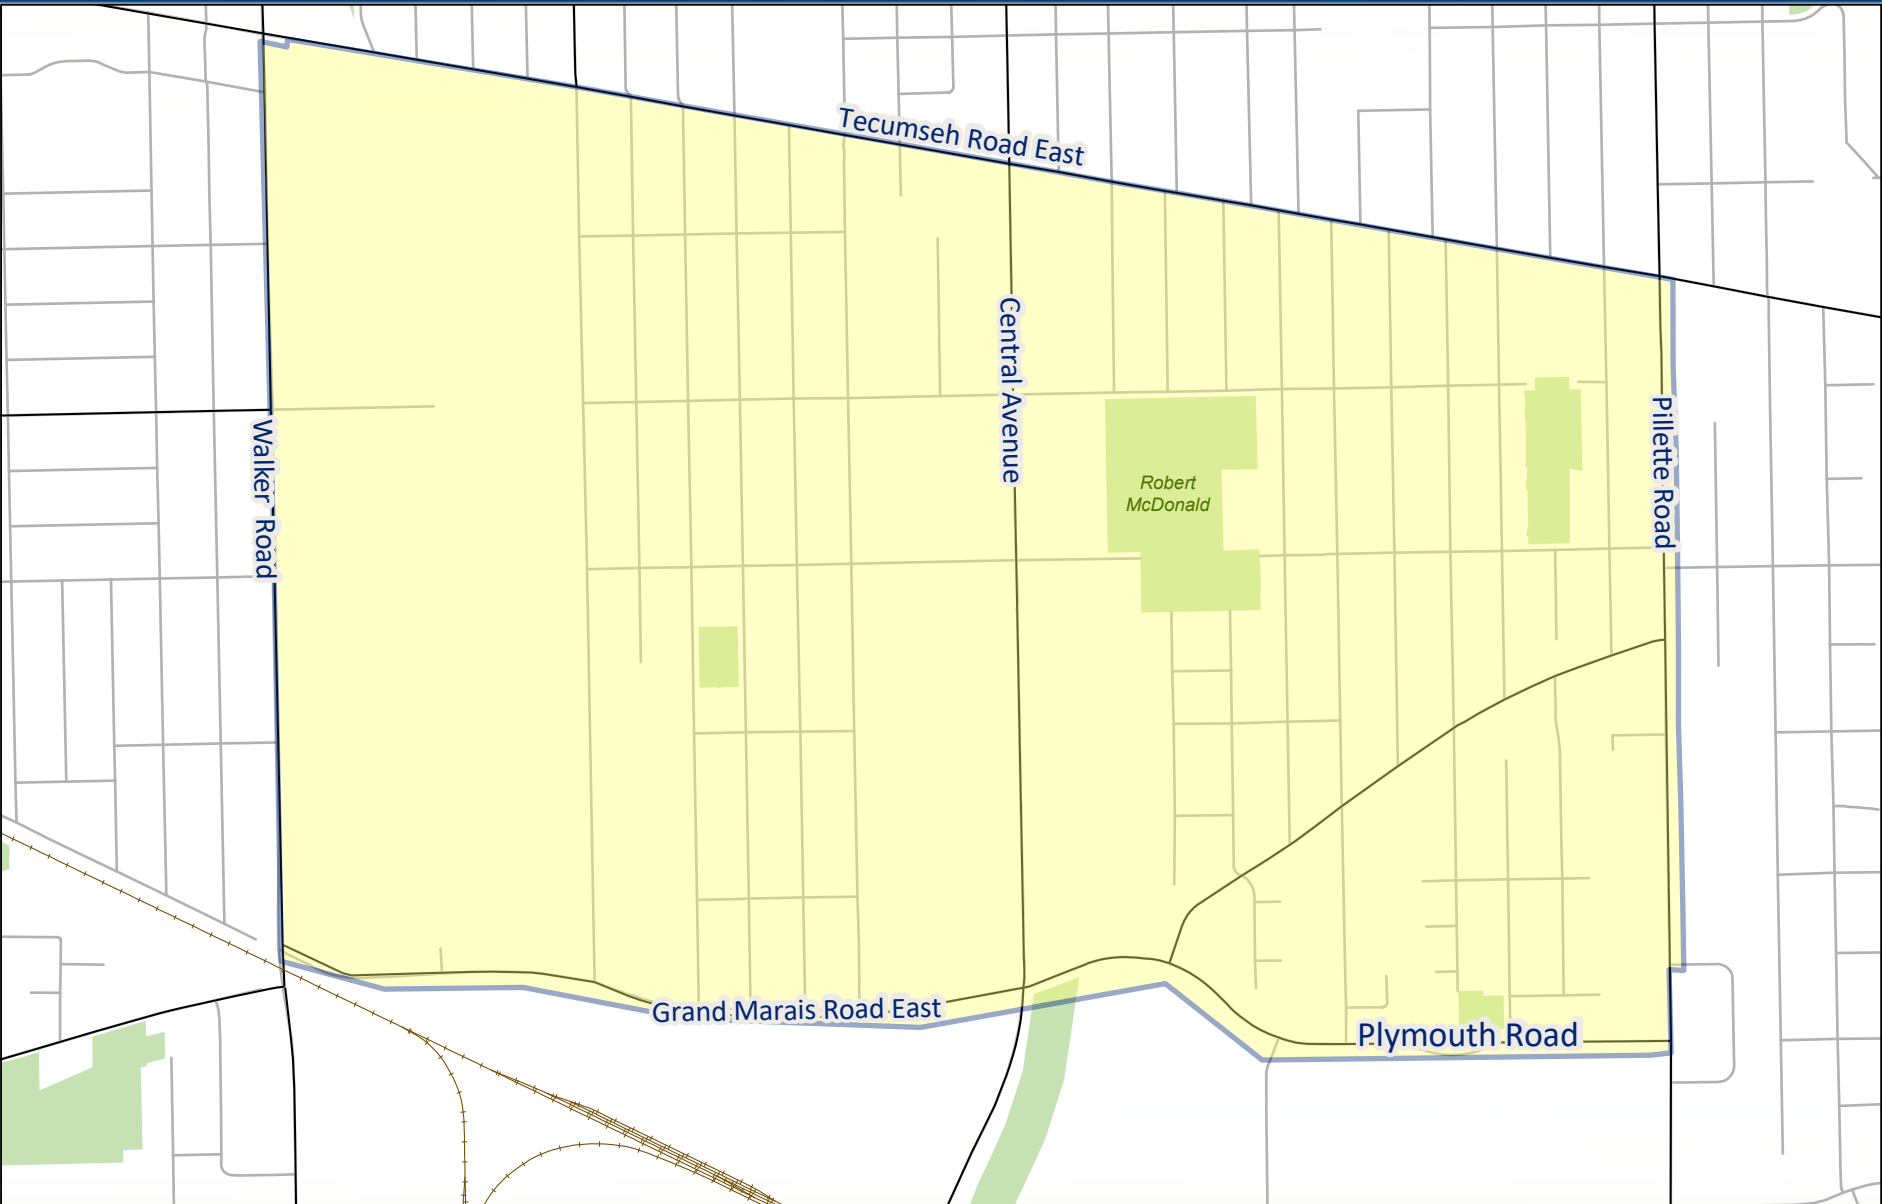 Tecumseh Road East
Central Avenue
Walker Road
Pillette Road
Robert
McDonald
Grand Marais Road East
Plymouth Road